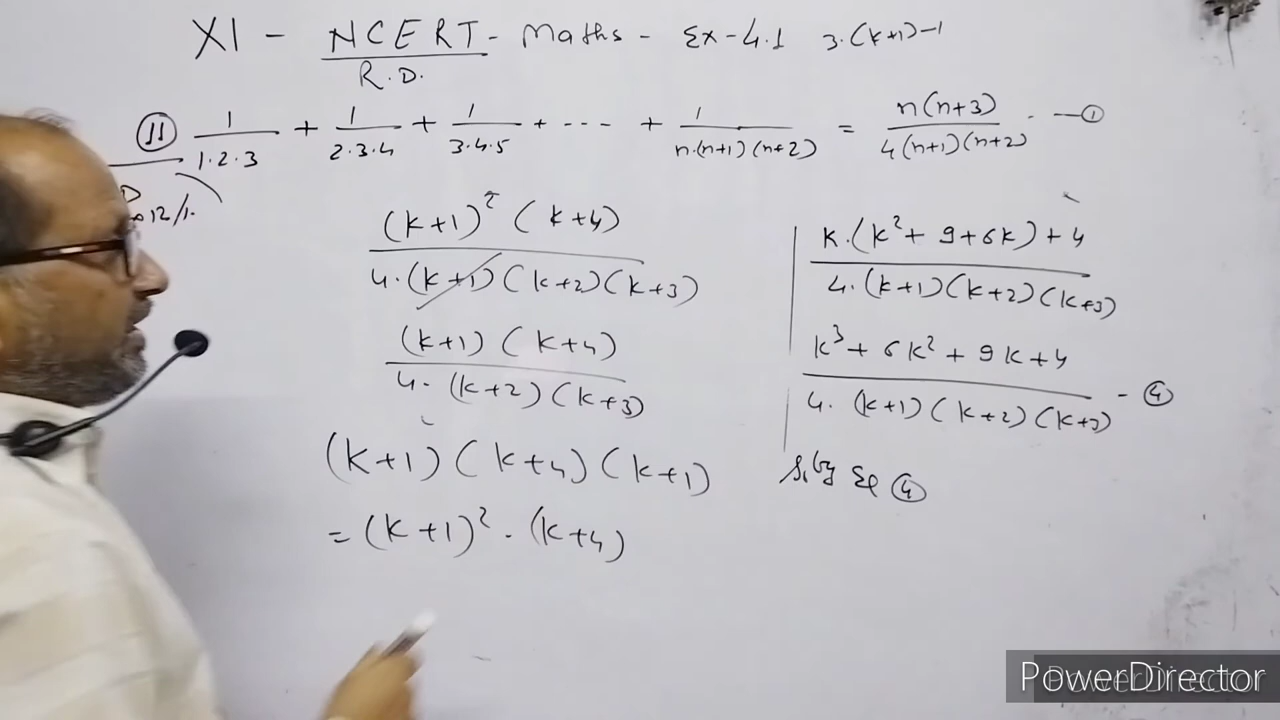 XI - NCERT - Maths - Ex-4.1 3.(k+1)-1
R.D.
⑪ 1/1.2.3 + 1/2.3.4 + 1/3.4.5 + --- + 1/n.(n+1)(n+2) = n(n+3)/4(n+1)(n+2) . —①
12/1.
(k+1)² (k+4)
4.(k+1)(k+2)(k+3)
(k+1) (k+4)
4. (k+2)(k+3)
(k+1)(k+4)(k+1)
= (k+1)² . (k+4)
k.(k²+ 9+6k)+4
4.(k+1)(k+2)(k+3)
k³+ 6k² + 9k+4
4. (k+1)(k+2)(k+3) - ④
by Eq ④
PowerDirector